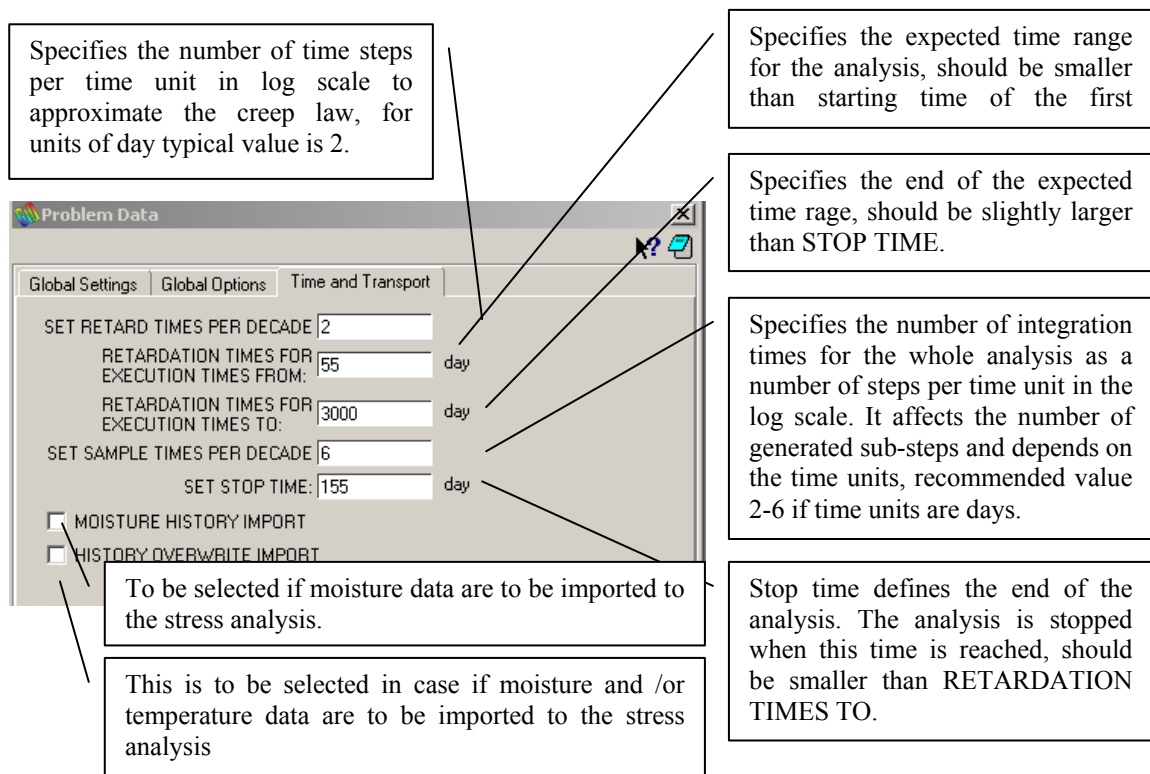 Specifies the number of time steps
per time unit in log scale to
approximate the creep law, for
units of day typical value is 2.
Specifies the expected time range
for the analysis, should be smaller
than starting time of the first
Specifies the end of the expected
time rage, should be slightly larger
than STOP TIME.
Problem Data
Global Settings Global Options Time and Transport
SET RETARD TIMES PER DECADE 2
RETARDATION TIMES FOR
EXECUTION TIMES FROM: 55 day
RETARDATION TIMES FOR
EXECUTION TIMES TO: 3000 day
SET SAMPLE TIMES PER DECADE 6
SET STOP TIME: 155 day
MOISTURE HISTORY IMPORT
HISTORY OVERWRITE IMPORT
Specifies the number of integration
times for the whole analysis as a
number of steps per time unit in the
log scale. It affects the number of
generated sub-steps and depends on
the time units, recommended value
2-6 if time units are days.
To be selected if moisture data are to be imported to
the stress analysis.
This is to be selected in case if moisture and /or
temperature data are to be imported to the stress
analysis
Stop time defines the end of the
analysis. The analysis is stopped
when this time is reached, should
be smaller than RETARDATION
TIMES TO.